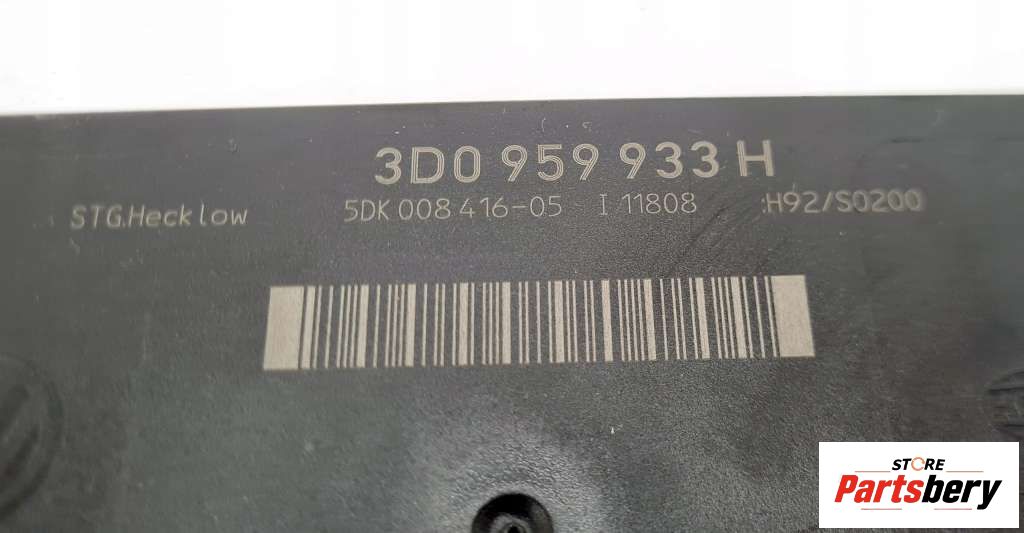 3D0 959 933 H
STG.Hecklow 5DK 008 416-05 I 11808 :H92/S0200
STORE
Partsbery